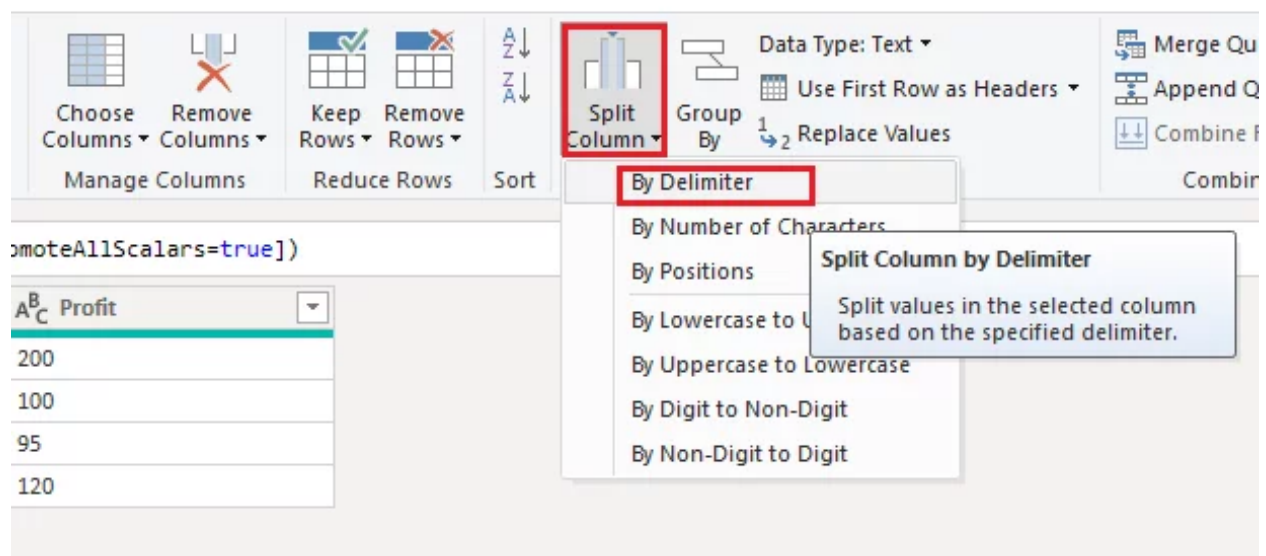 Choose Columns
Remove Columns
Manage Columns
Keep Rows
Remove Rows
Reduce Rows
A
Z
Z
A
Sort
Split Column
Group By
Data Type: Text
Use First Row as Headers
1
2 Replace Values
Merge Qu
Append Q
Combine F
Combin
By Delimiter
By Number of Characters
By Positions
By Lowercase to U
By Uppercase to Lowercase
By Digit to Non-Digit
By Non-Digit to Digit
Split Column by Delimiter
Split values in the selected column
based on the specified delimiter.
omoteAllScalars=true])
ABC Profit
200
100
95
120